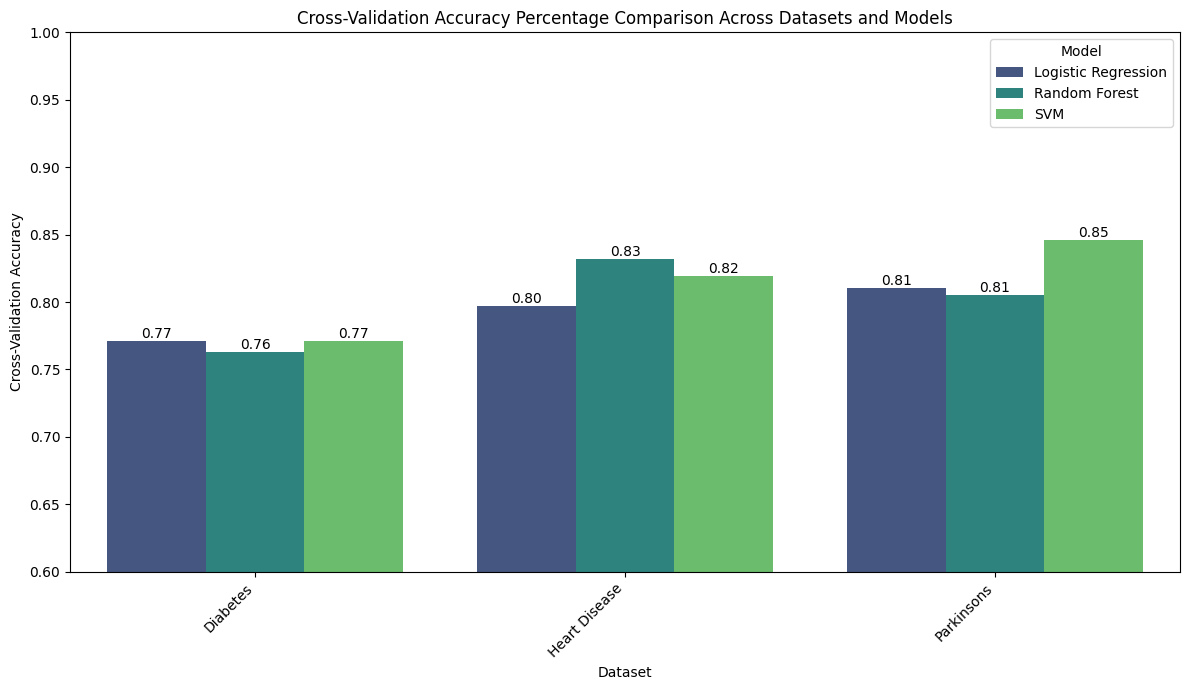 Cross-Validation Accuracy Percentage Comparison Across Datasets and Models
1.00
0.95
0.90
0.85
0.80
0.75
0.70
0.65
0.60
Cross-Validation Accuracy
Model
Logistic Regression
Random Forest
SVM
0.77
0.76
0.77
0.80
0.83
0.82
0.81
0.81
0.85
Diabetes
Heart Disease
Parkinsons
Dataset